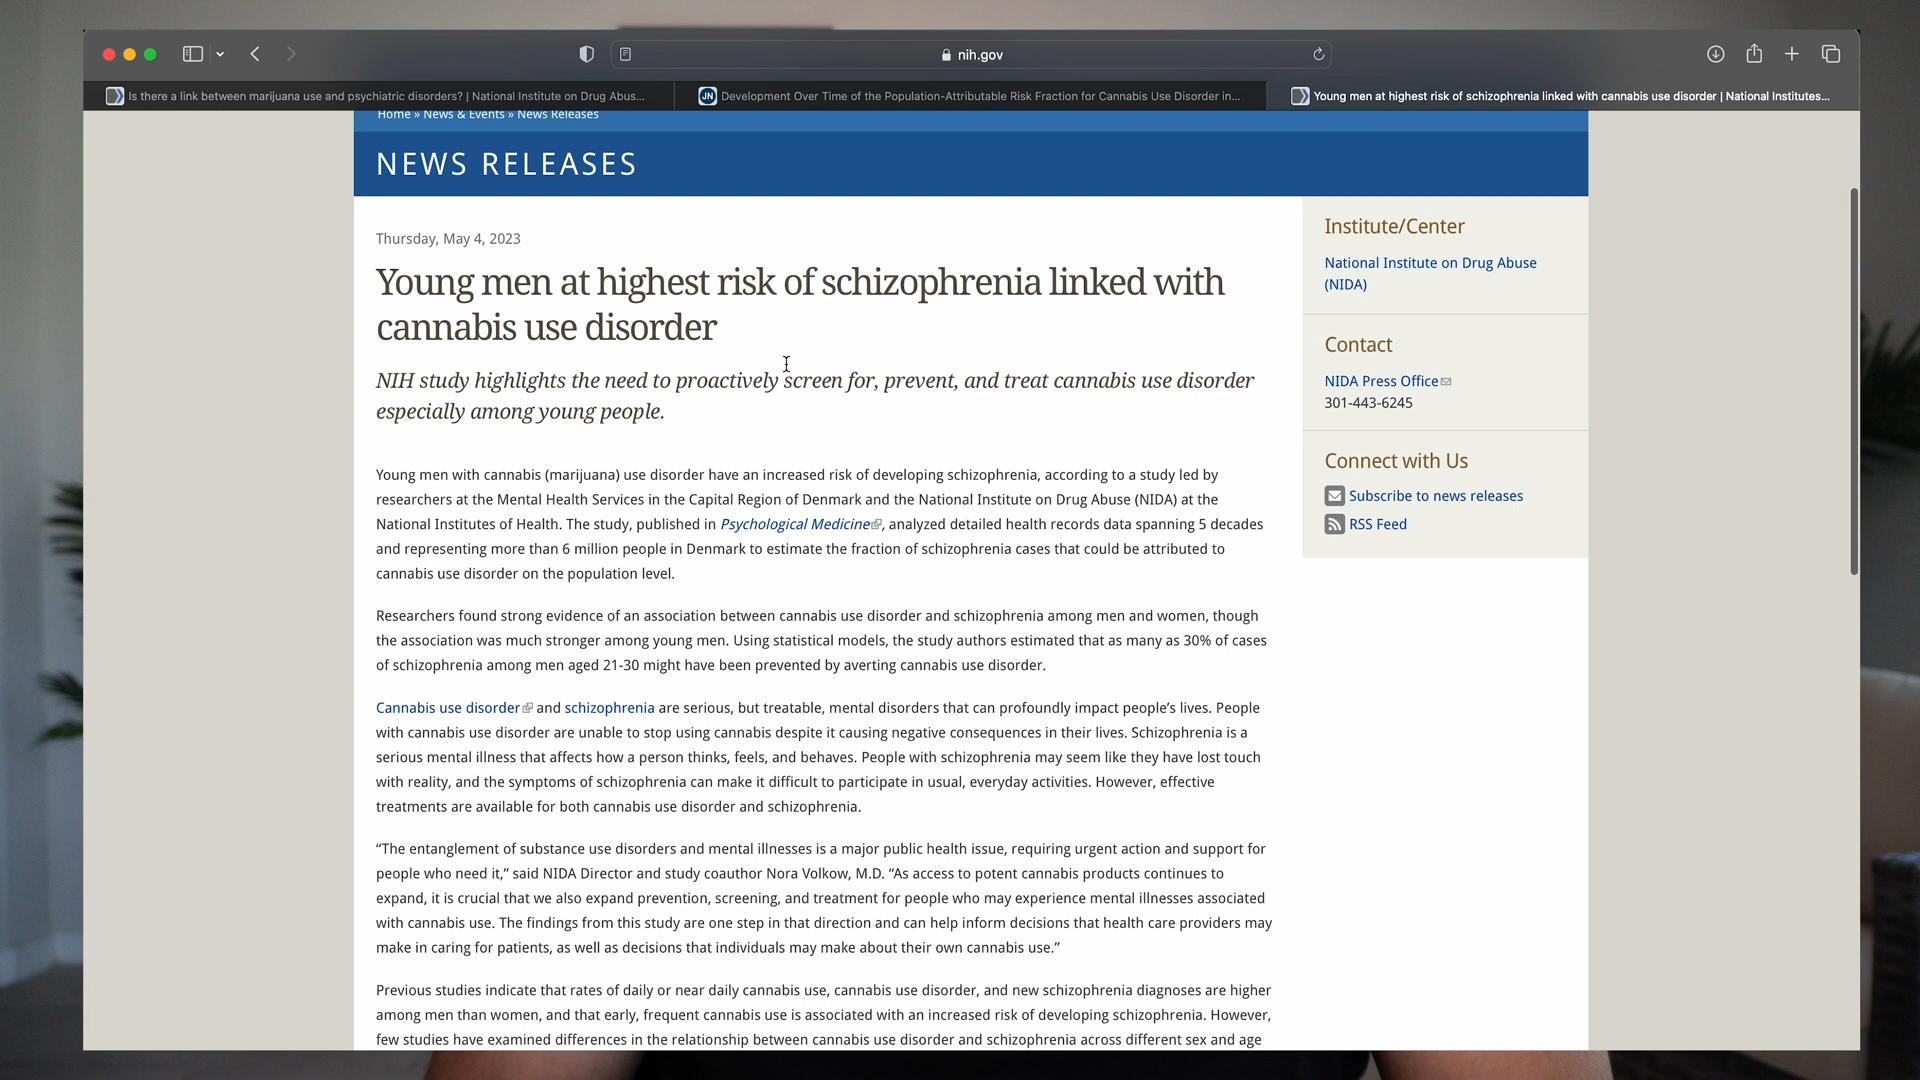 nih.gov
Is there a link between marijuana use and psychiatric disorders? | National Institute on Drug Abus...
JN Development Over Time of the Population-Attributable Risk Fraction for Cannabis Use Disorder in...
Young men at highest risk of schizophrenia linked with cannabis use disorder | National Institutes...
Home » News & Events » News Releases
NEWS RELEASES
Thursday, May 4, 2023
Young men at highest risk of schizophrenia linked with
cannabis use disorder
NIH study highlights the need to proactively screen for, prevent, and treat cannabis use disorder
especially among young people.
Young men with cannabis (marijuana) use disorder have an increased risk of developing schizophrenia, according to a study led by
researchers at the Mental Health Services in the Capital Region of Denmark and the National Institute on Drug Abuse (NIDA) at the
National Institutes of Health. The study, published in Psychological Medicine, analyzed detailed health records data spanning 5 decades
and representing more than 6 million people in Denmark to estimate the fraction of schizophrenia cases that could be attributed to
cannabis use disorder on the population level.
Researchers found strong evidence of an association between cannabis use disorder and schizophrenia among men and women, though
the association was much stronger among young men. Using statistical models, the study authors estimated that as many as 30% of cases
of schizophrenia among men aged 21-30 might have been prevented by averting cannabis use disorder.
Cannabis use disorder and schizophrenia are serious, but treatable, mental disorders that can profoundly impact people’s lives. People
with cannabis use disorder are unable to stop using cannabis despite it causing negative consequences in their lives. Schizophrenia is a
serious mental illness that affects how a person thinks, feels, and behaves. People with schizophrenia may seem like they have lost touch
with reality, and the symptoms of schizophrenia can make it difficult to participate in usual, everyday activities. However, effective
treatments are available for both cannabis use disorder and schizophrenia.
“The entanglement of substance use disorders and mental illnesses is a major public health issue, requiring urgent action and support for
people who need it,” said NIDA Director and study coauthor Nora Volkow, M.D. “As access to potent cannabis products continues to
expand, it is crucial that we also expand prevention, screening, and treatment for people who may experience mental illnesses associated
with cannabis use. The findings from this study are one step in that direction and can help inform decisions that health care providers may
make in caring for patients, as well as decisions that individuals may make about their own cannabis use.”
Previous studies indicate that rates of daily or near daily cannabis use, cannabis use disorder, and new schizophrenia diagnoses are higher
among men than women, and that early, frequent cannabis use is associated with an increased risk of developing schizophrenia. However,
few studies have examined differences in the relationship between cannabis use disorder and schizophrenia across different sex and age
Institute/Center
National Institute on Drug Abuse
(NIDA)
Contact
NIDA Press Office
301-443-6245
Connect with Us
Subscribe to news releases
RSS Feed